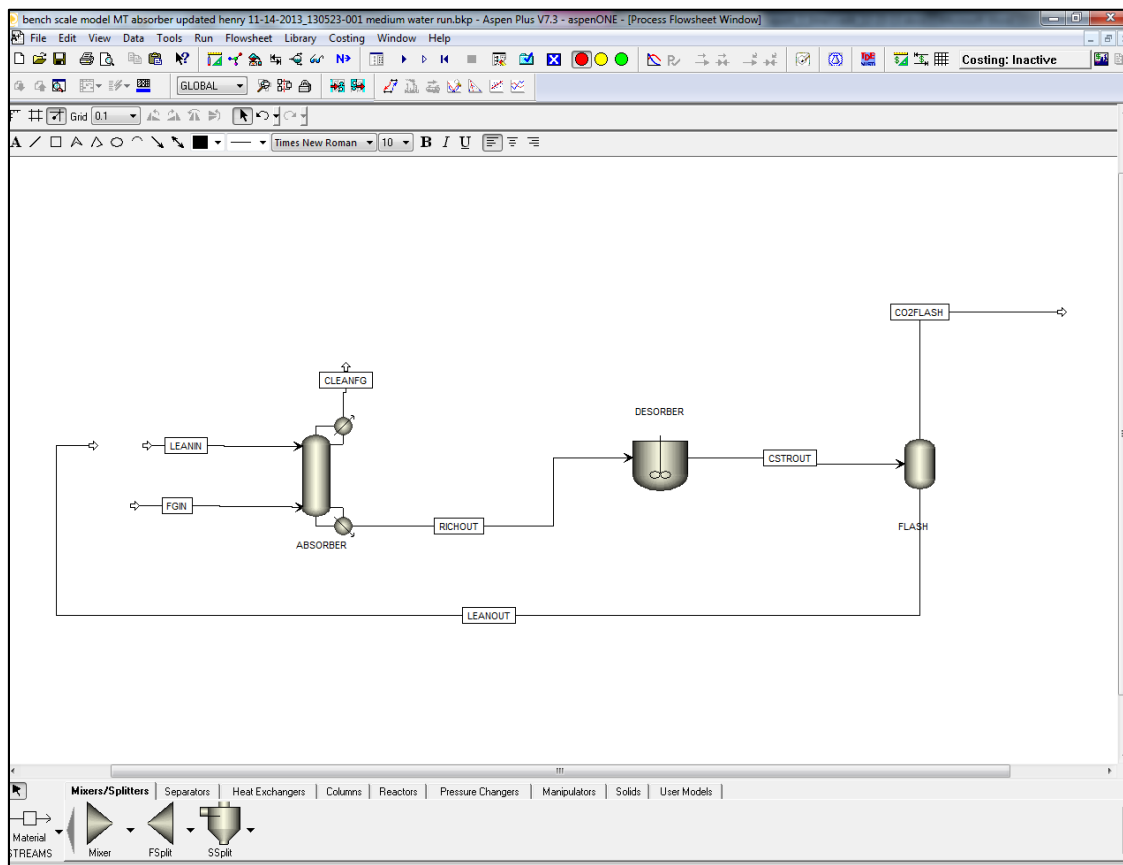 bench scale model MT absorber updated henry 11-14-2013_130523-001 medium water run.bkp - Aspen Plus V7.3 - aspenONE - [Process Flowsheet Window]
File Edit View Data Tools Run Flowsheet Library Costing Window Help
N> Costing: Inactive
GLOBAL
Grid 0.1
A Times New Roman 10 B I U
CO2FLASH
CLEANFG
DESORBER
LEANIN
CSTROUT
FGIN
RICHOUT
FLASH
ABSORBER
LEANOUT
Mixers/Splitters Separators Heat Exchangers Columns Reactors Pressure Changers Manipulators Solids User Models
Material
STREAMS Mixer FSplit SSplit